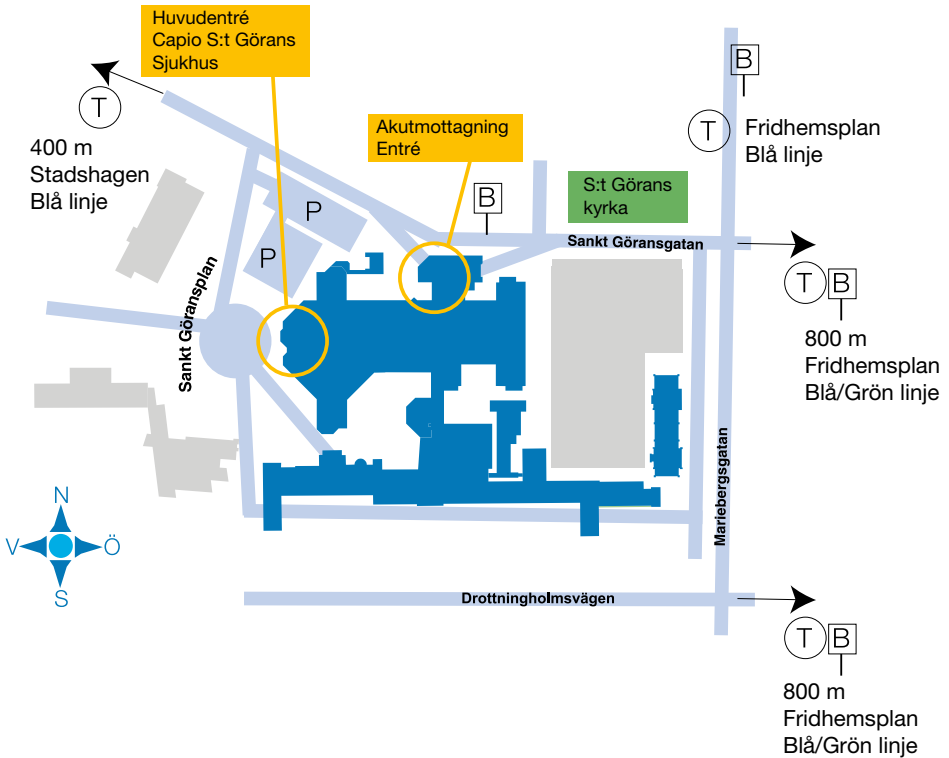 Huvudentré
Capio S:t Görans
Sjukhus
T
400 m
Stadshagen
Blå linje
Akutmottagning
Entré
B
B
T
Fridhemsplan
Blå linje
S:t Görans
kyrka
P
P
Sankt Göransgatan
T B
800 m
Fridhemsplan
Blå/Grön linje
Sankt Göransplan
Mariebergsgatan
N
V Ö
S
Drottningholmsvägen
T B
800 m
Fridhemsplan
Blå/Grön linje